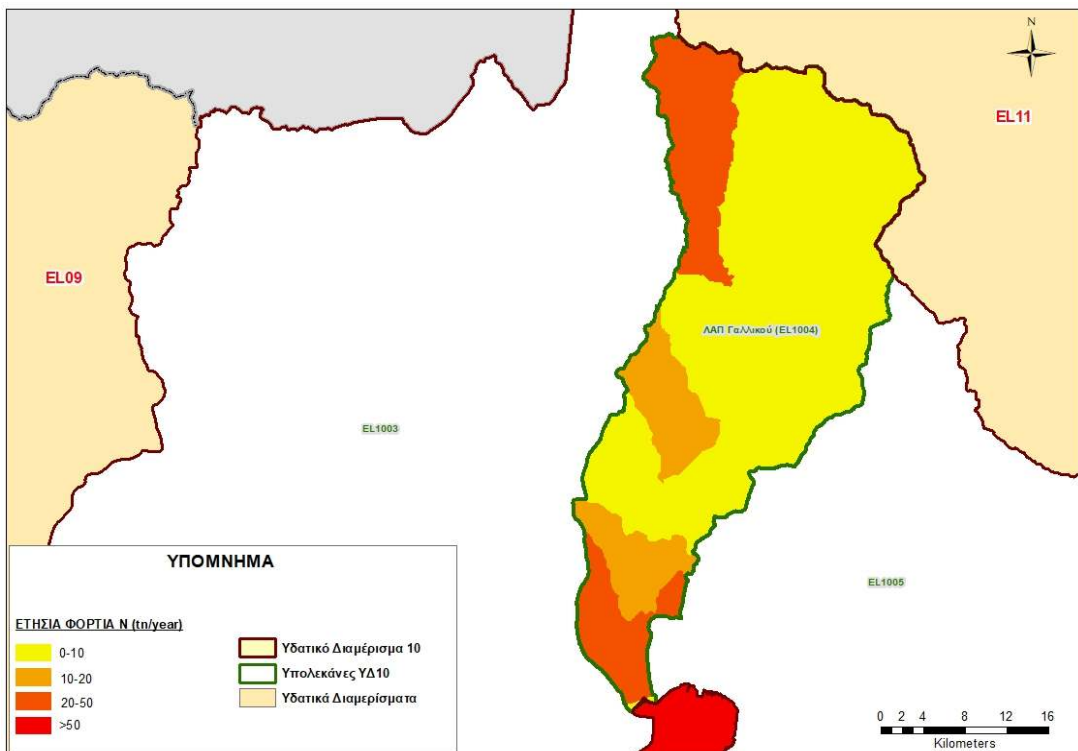 N
EL11
EL09
ΛΑΠ Γαλλικού (EL1004)
EL1003
EL1005
ΥΠΟΜΝΗΜΑ
ΕΤΗΣΙΑ ΦΟΡΤΙΑ Ν (tn/year)
0-10
10-20
20-50
>50
Υδατικό Διαμέρισμα 10
Υπολεκάνες ΥΔ10
Υδατικά Διαμερίσματα
0 2 4 8 12 16
Kilometers